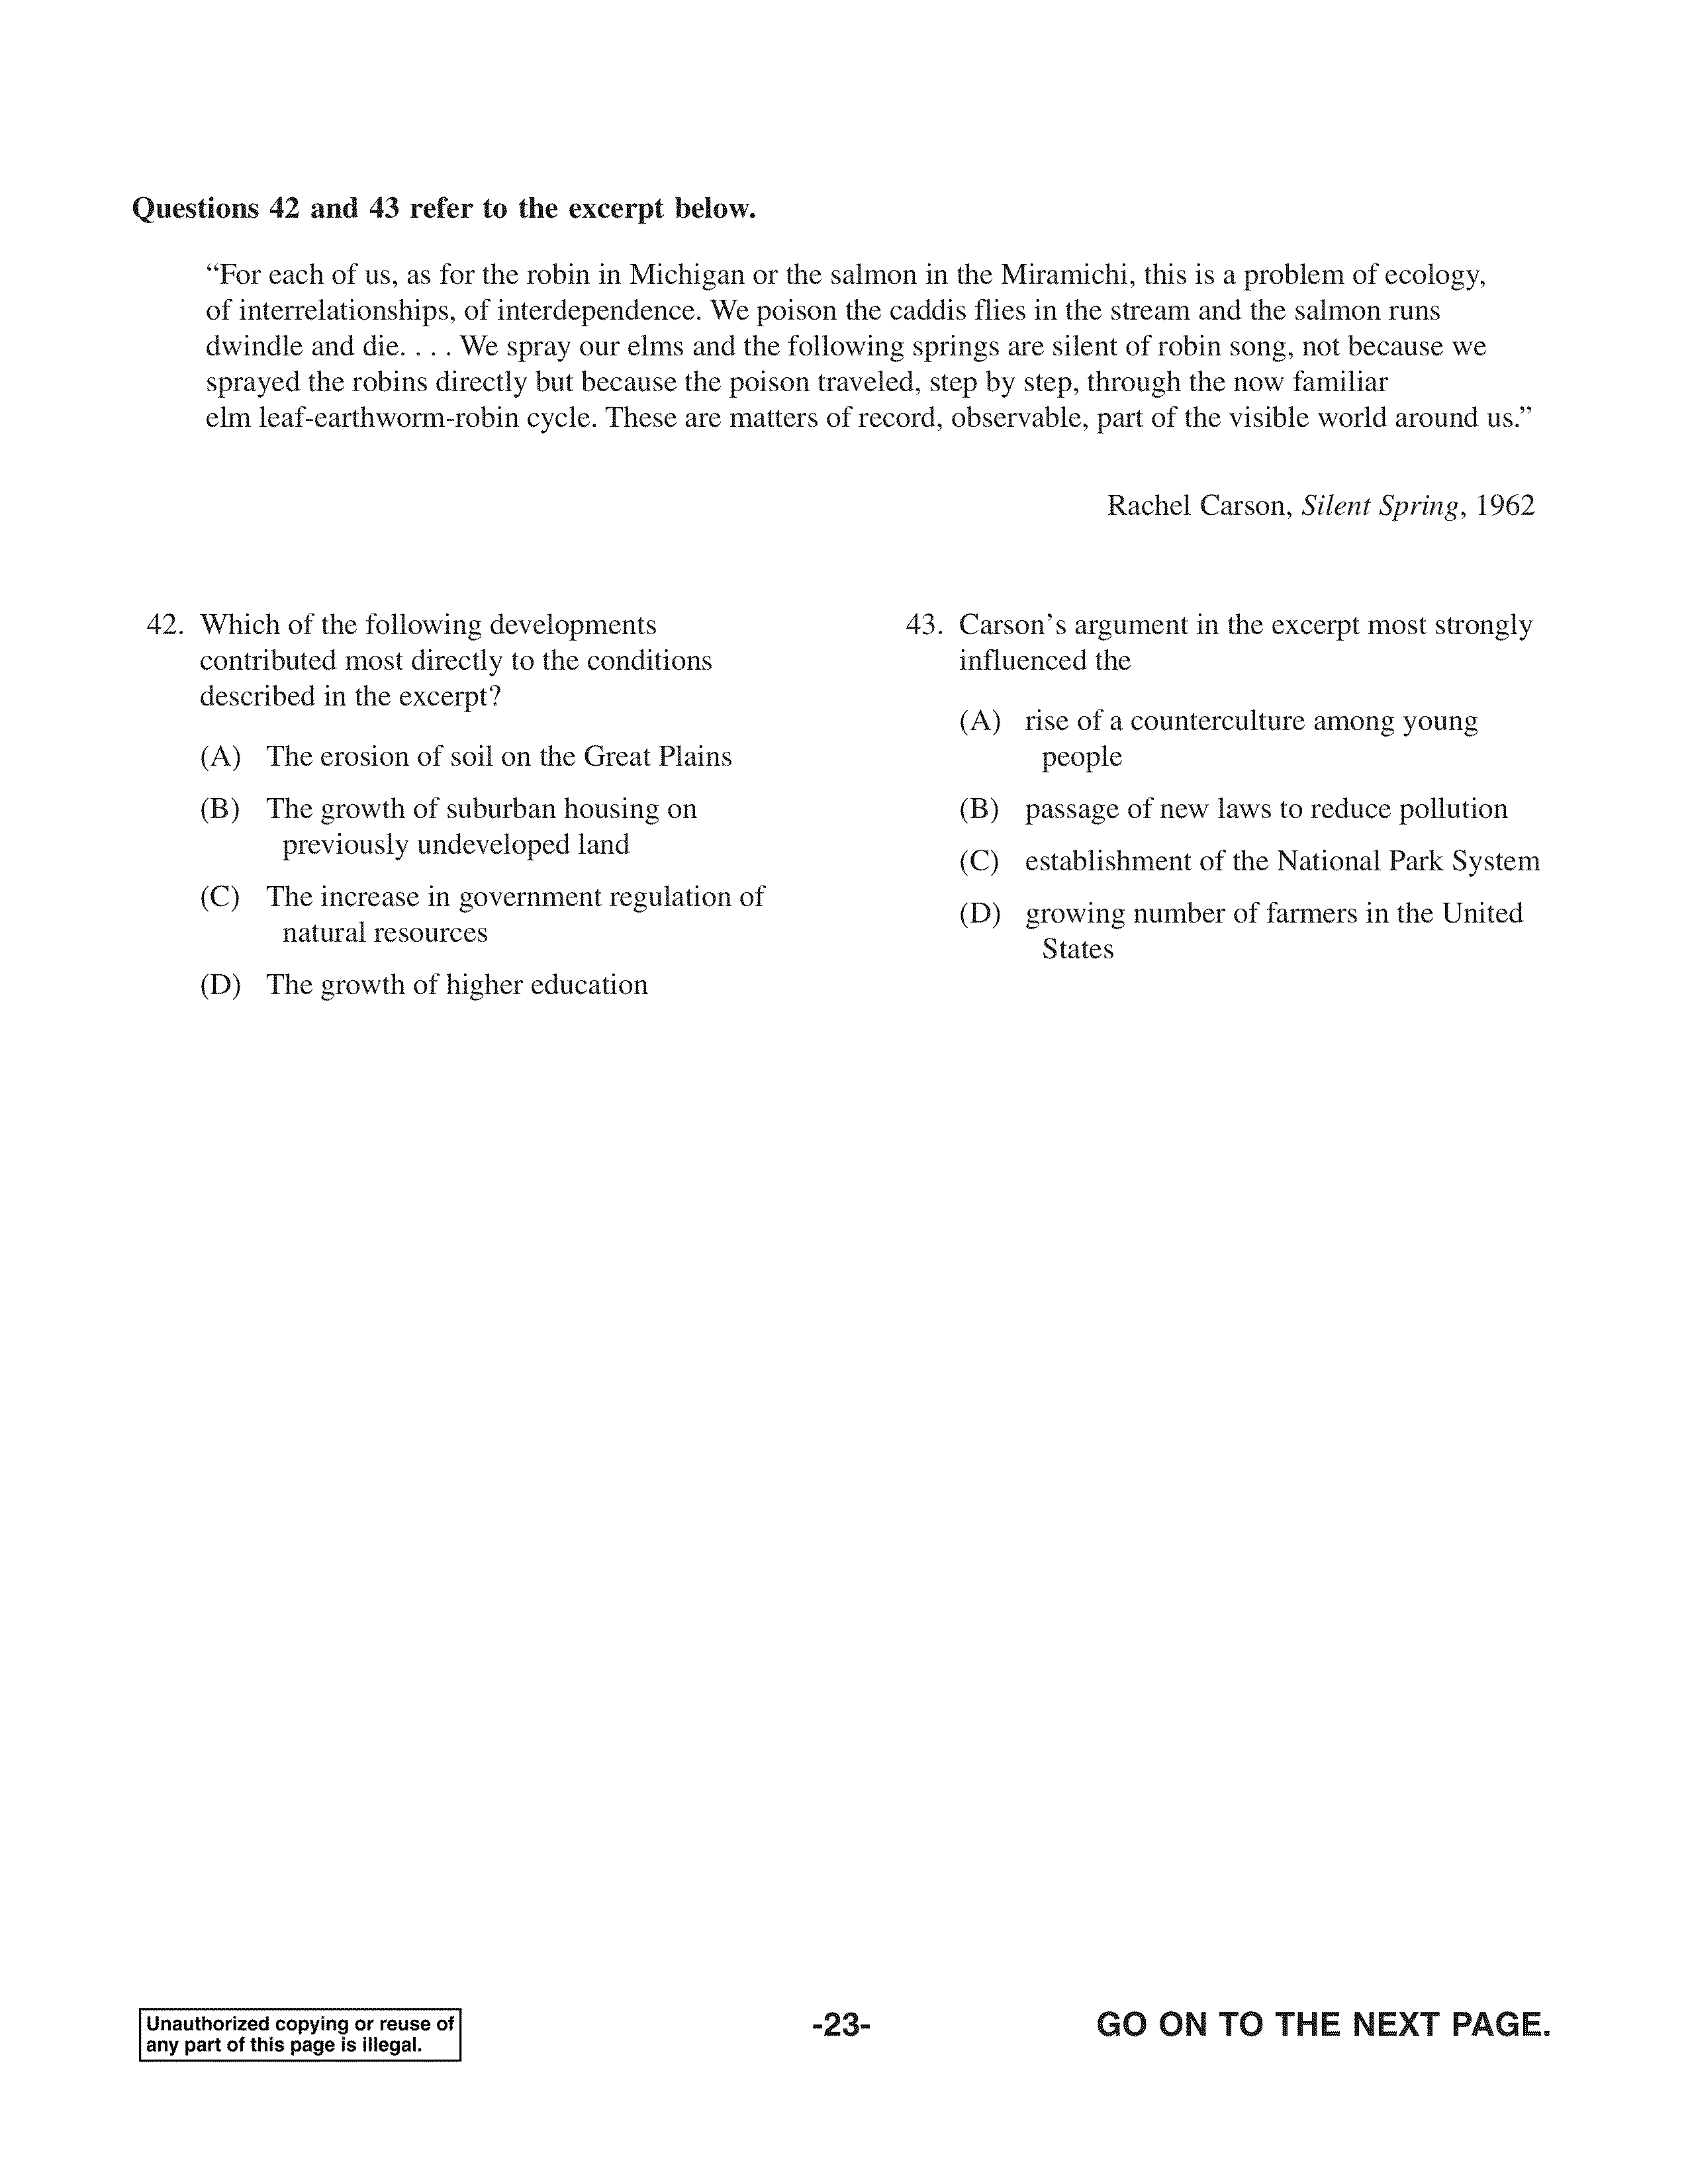 Questions 42 and 43 refer to the excerpt below.
“For each of us, as for the robin in Michigan or the salmon in the Miramichi, this is a problem of ecology,
of interrelationships, of interdependence. We poison the caddis flies in the stream and the salmon runs
dwindle and die. . . . We spray our elms and the following springs are silent of robin song, not because we
sprayed the robins directly but because the poison traveled, step by step, through the now familiar
elm leaf-earthworm-robin cycle. These are matters of record, observable, part of the visible world around us.”
Rachel Carson, Silent Spring, 1962
42. Which of the following developments
contributed most directly to the conditions
described in the excerpt?
(A) The erosion of soil on the Great Plains
(B) The growth of suburban housing on
previously undeveloped land
(C) The increase in government regulation of
natural resources
(D) The growth of higher education
43. Carson’s argument in the excerpt most strongly
influenced the
(A) rise of a counterculture among young
people
(B) passage of new laws to reduce pollution
(C) establishment of the National Park System
(D) growing number of farmers in the United
States
Unauthorized copying or reuse of
any part of this page is illegal.
-23-
GO ON TO THE NEXT PAGE.